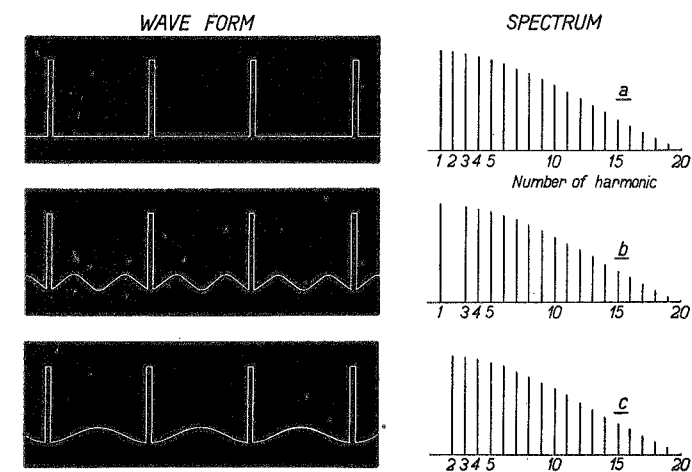 WAVE FORM SPECTRUM
a
1 2 3 4 5 10 15 20
Number of harmonic
b
1 3 4 5 10 15 20
c
2 3 4 5 10 15 20